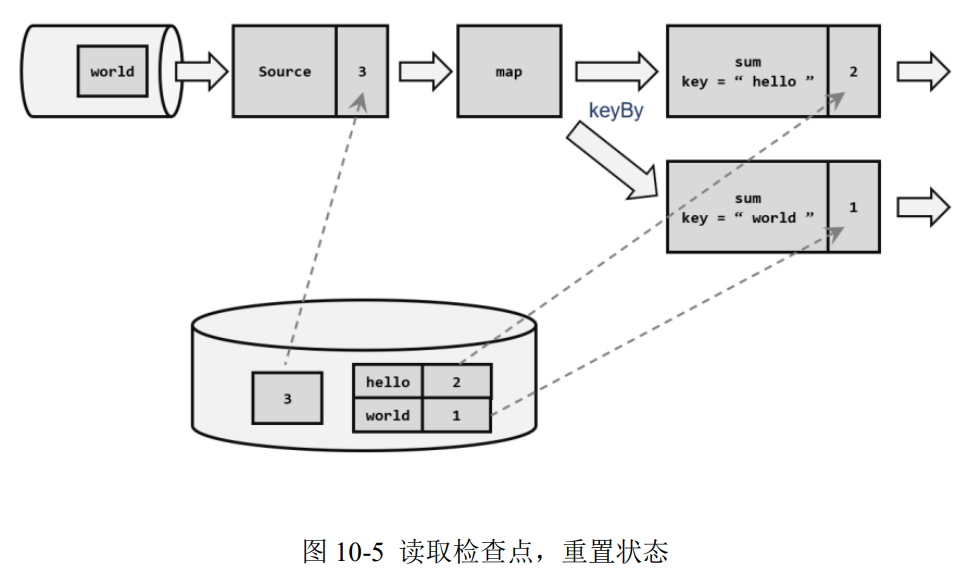 world
Source
3
map
keyBy
sum
key = “ hello ”
2
sum
key = “ world ”
1
3
hello
2
world
1
图 10-5 读取检查点，重置状态